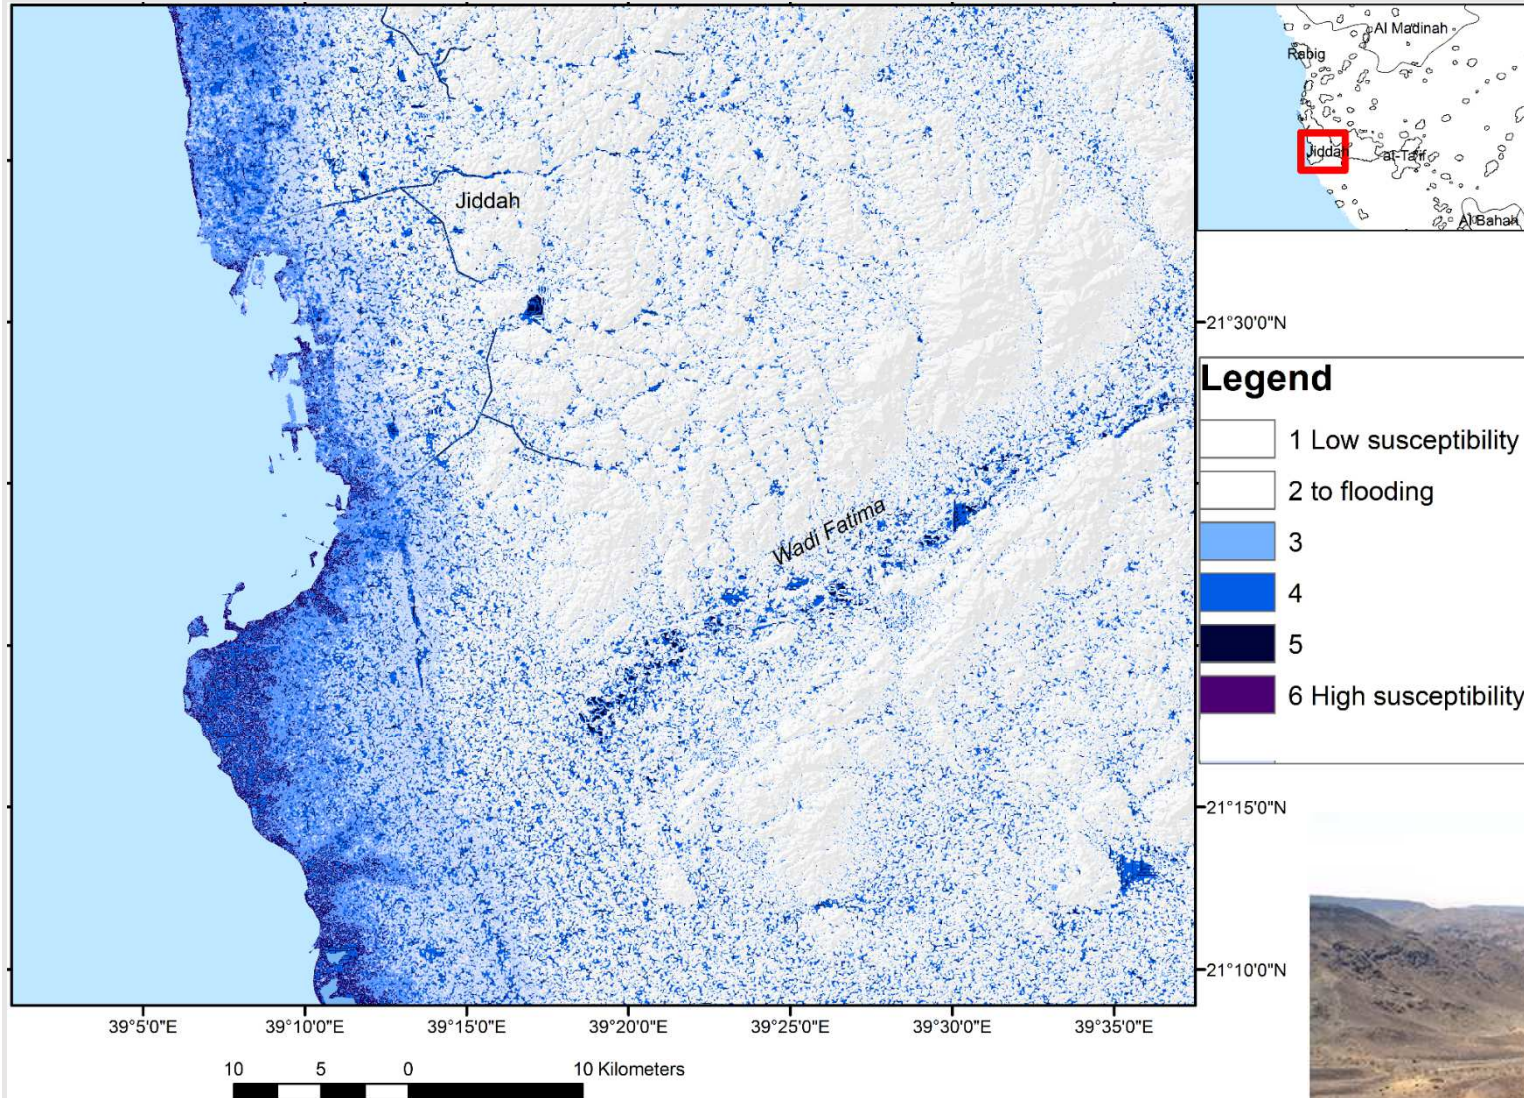 Jiddah
Wadi Fatima
Al Madinah
Rabig
Jiddah
at-Ta'if
Al Bahah
21°30'0"N
Legend
1 Low susceptibility
2 to flooding
3
4
5
6 High susceptibility
21°15'0"N
21°10'0"N
39°5'0"E 39°10'0"E 39°15'0"E 39°20'0"E 39°25'0"E 39°30'0"E 39°35'0"E
10 5 0 10 Kilometers